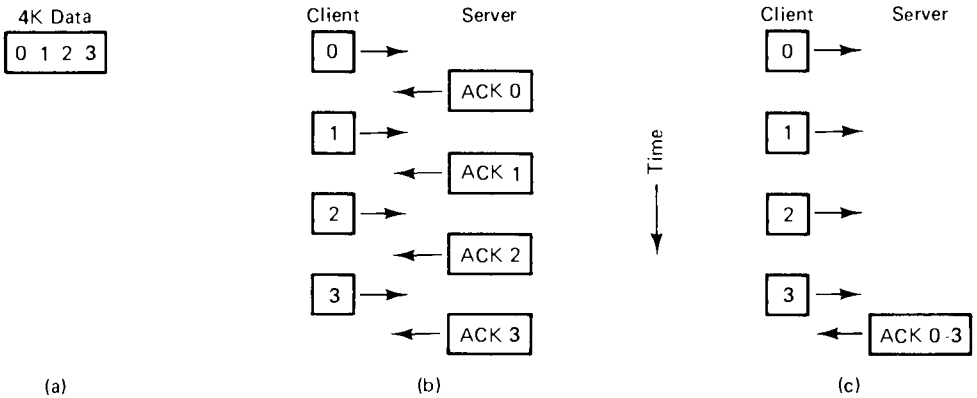 4K Data
0 1 2 3
(a)
Client Server
0
ACK 0
1
ACK 1
2
ACK 2
3
ACK 3
(b)
Time
Client Server
0
1
2
3
ACK 0-3
(c)